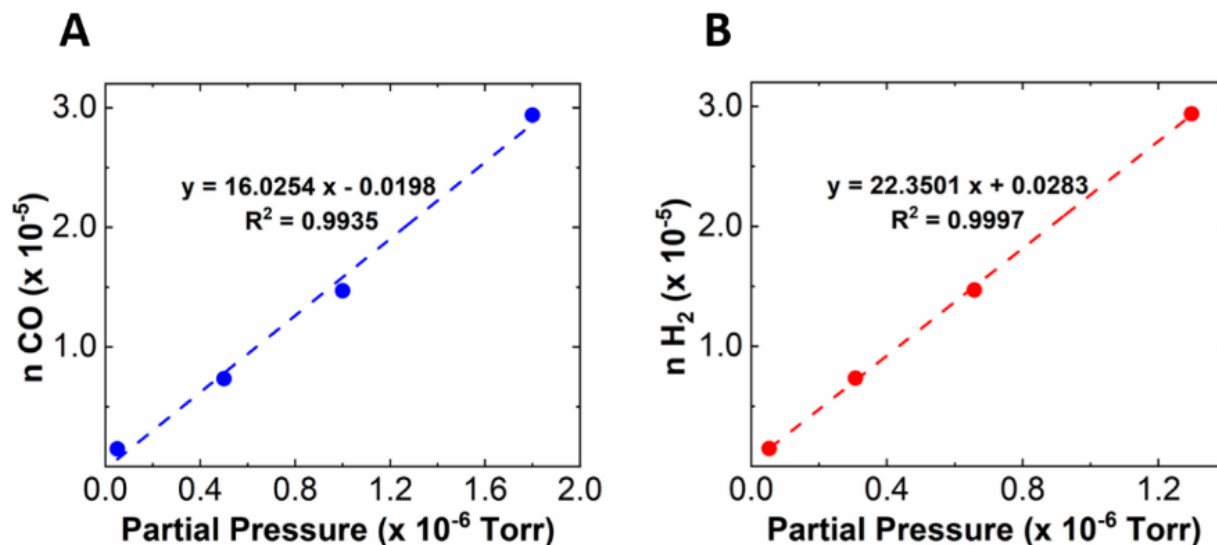 A
B
3.0
2.0
1.0
n CO (x 10⁻⁵)
y = 16.0254 x - 0.0198
R² = 0.9935
0.0 0.4 0.8 1.2 1.6 2.0
Partial Pressure (x 10⁻⁶ Torr)
3.0
2.0
1.0
n H₂ (x 10⁻⁵)
y = 22.3501 x + 0.0283
R² = 0.9997
0.0 0.4 0.8 1.2
Partial Pressure (x 10⁻⁶ Torr)